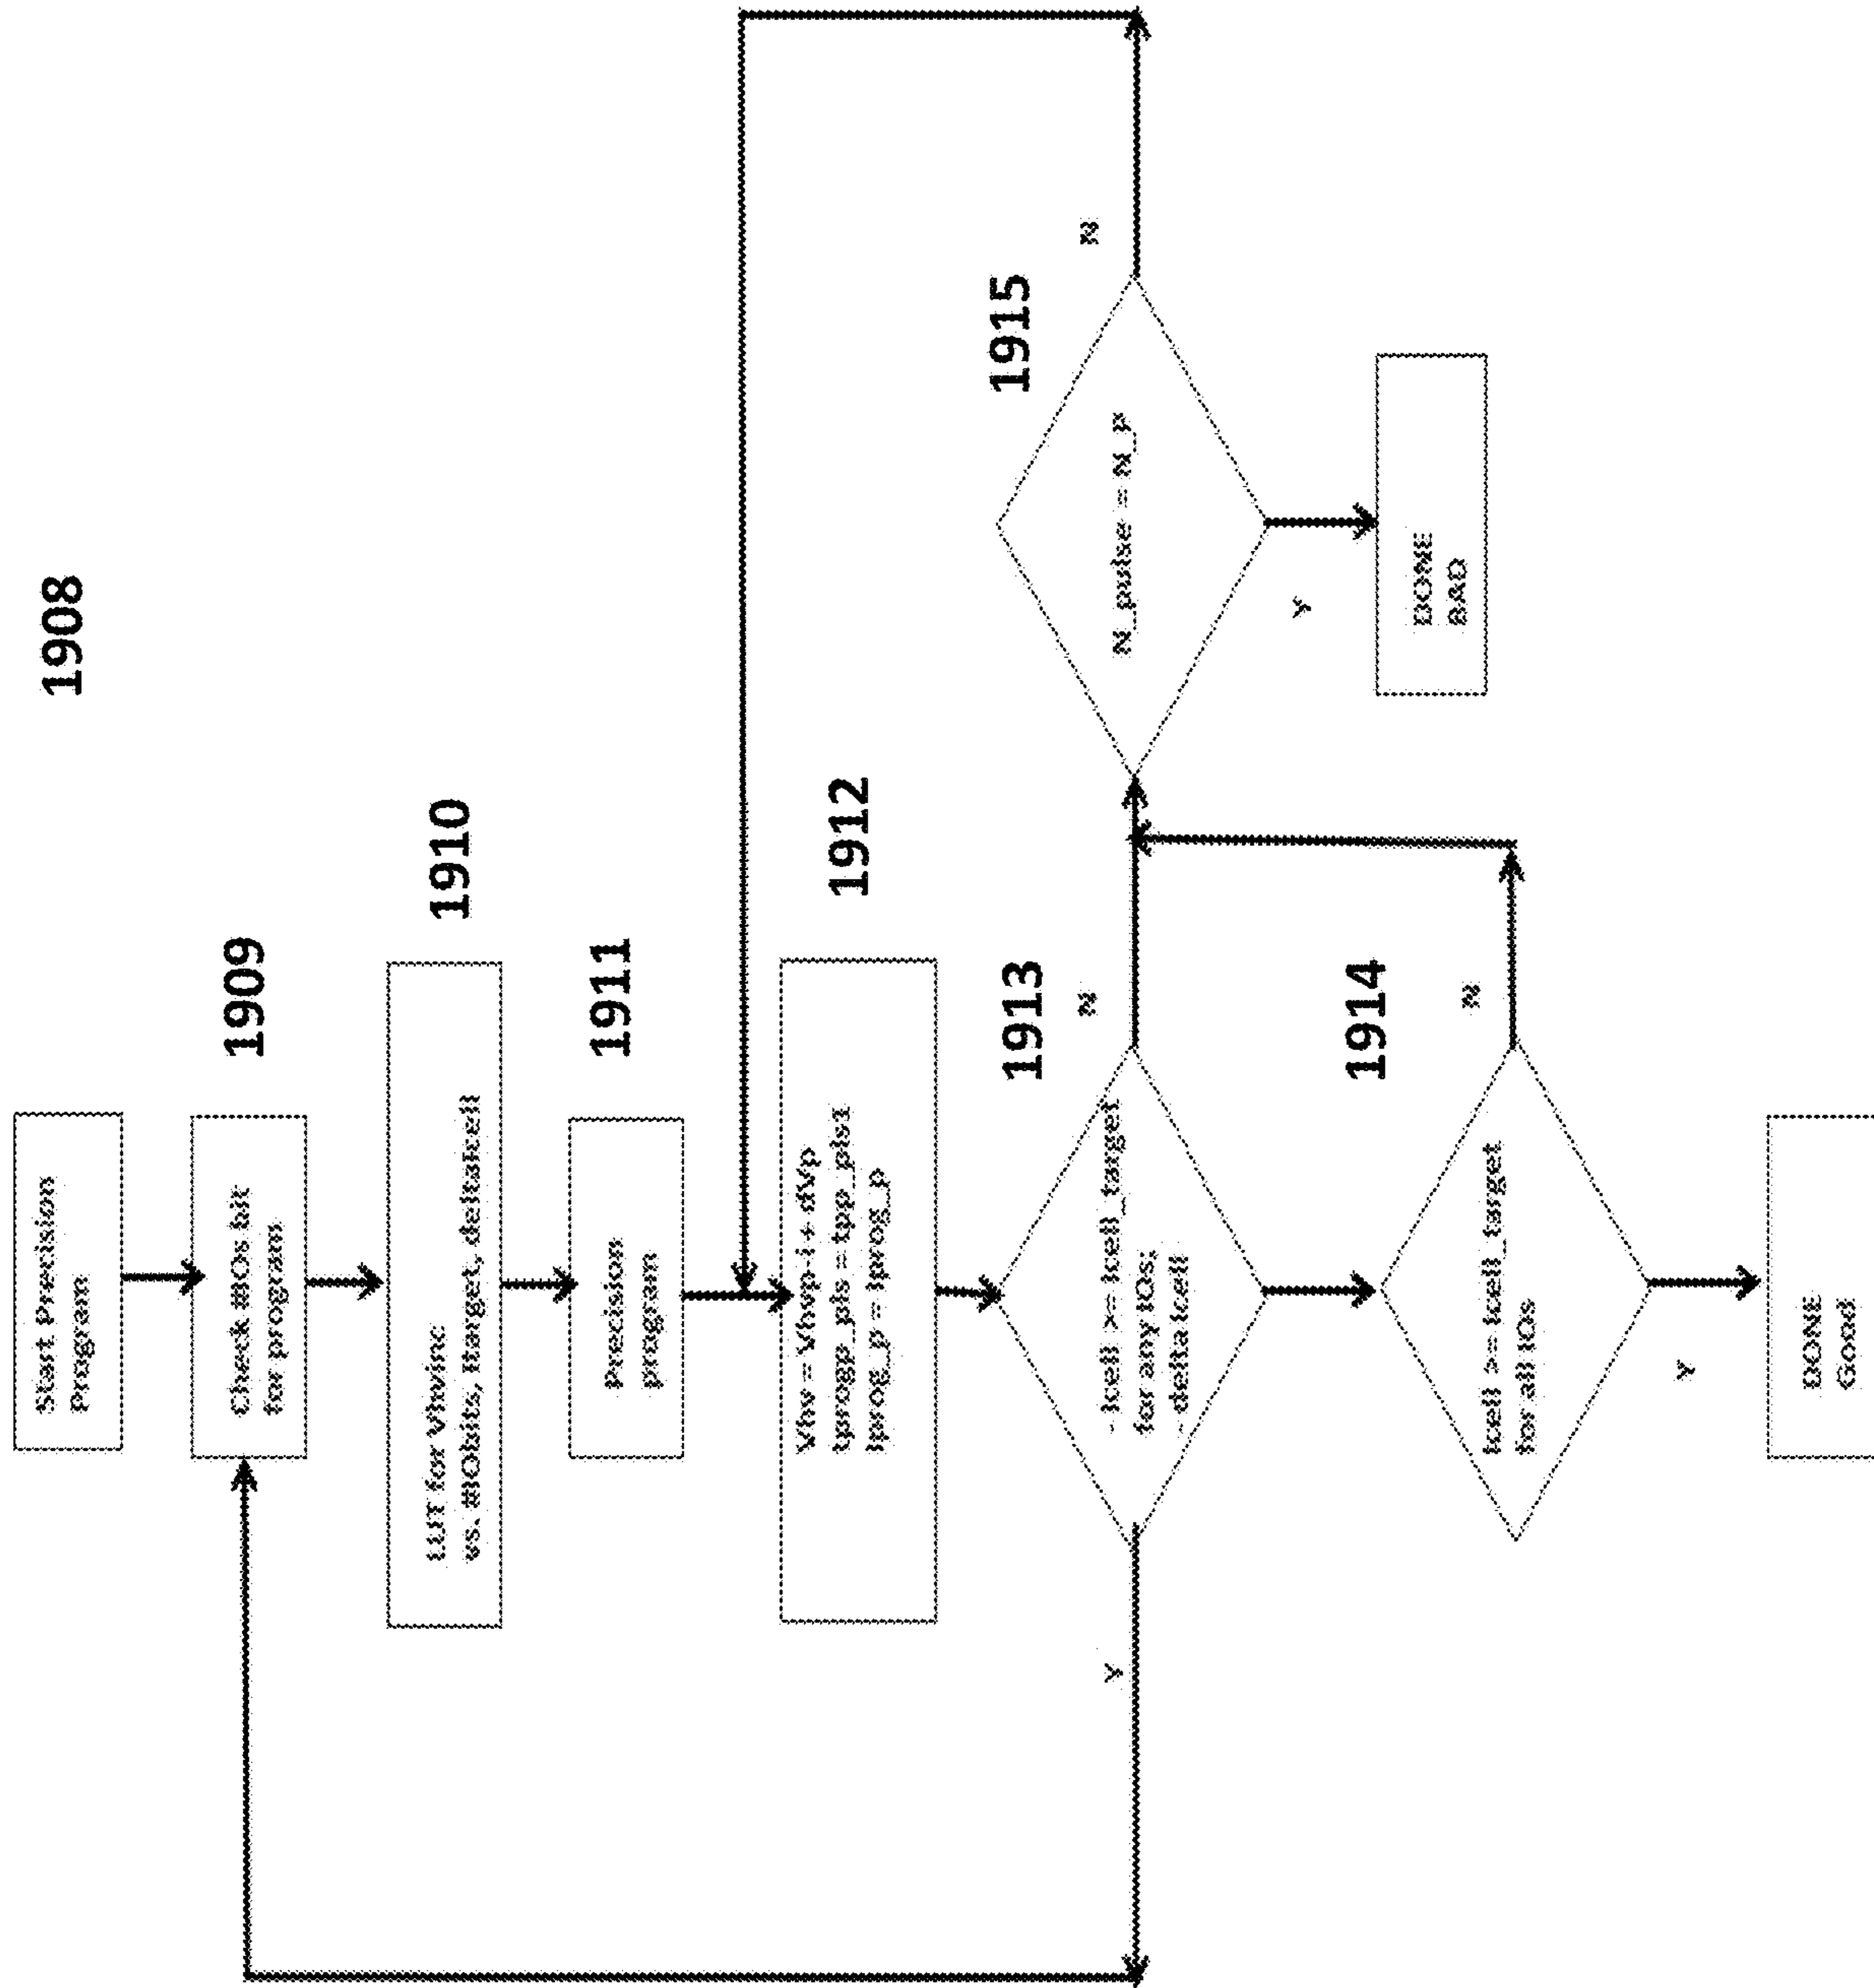 1908
Start Precision
Program
1909
Check #IOs bit
for program
1910
LUT for Vhvinc
vs. #IObits, Itarget, deltaIcell
1911
Precision
program
1912
Vhv = Vhvp-i + dVp
tprogp_pls = tpp_pls1
Iprog_p = Iprog_p
1913
- Icell >= Icell_target
for any IOs;
- delta Icell
Y
N
1915
N_pulse = N_P
N
Y
DONE
BAD
1914
Icell >= Icell_target
for all IOs
N
Y
DONE
Good